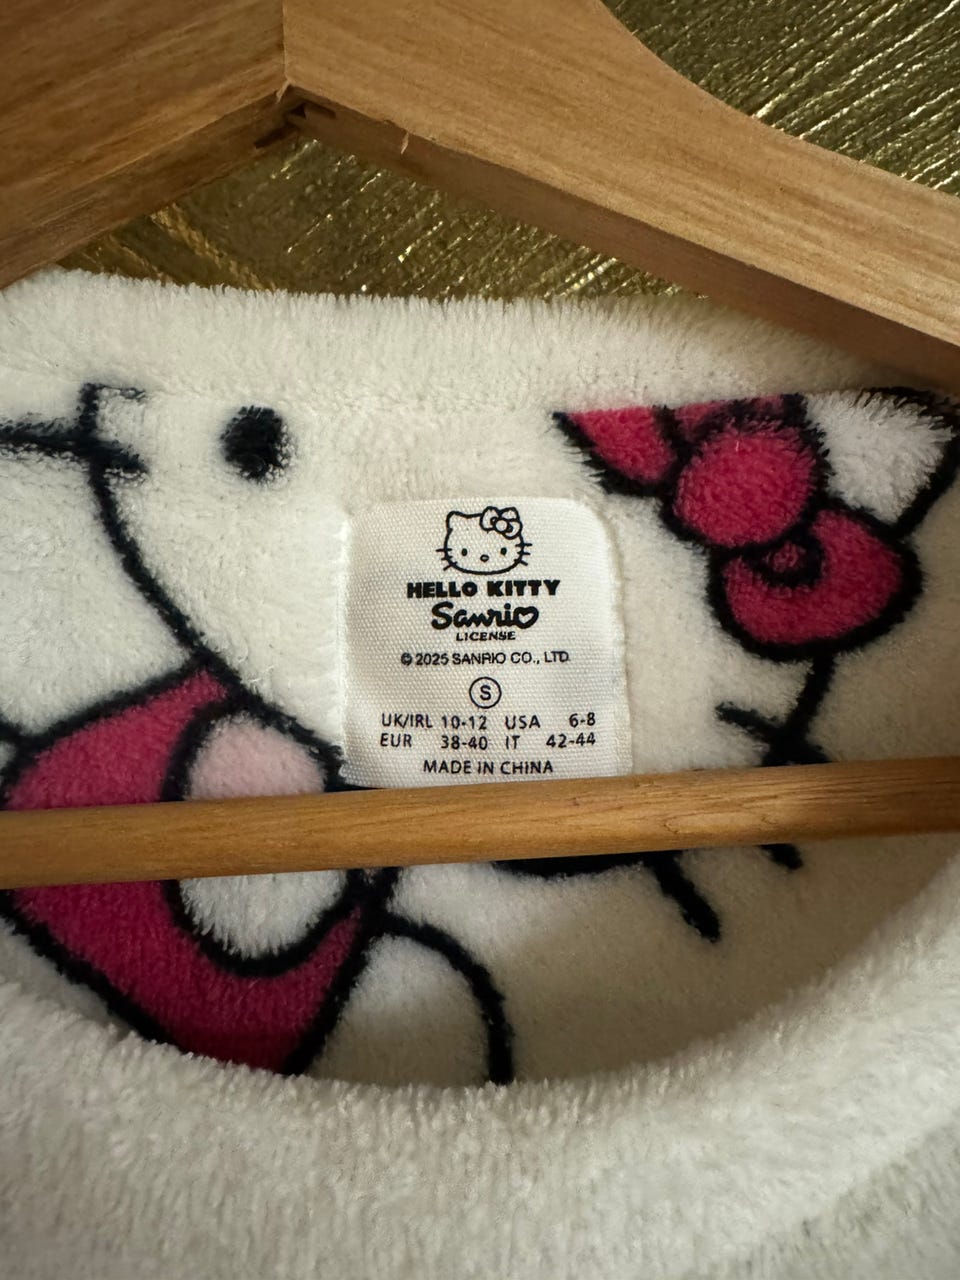 HELLO KITTY
Sanrio
LICENSE
© 2025 SANRIO CO., LTD.
S
UK/IRL 10-12 USA 6-8
EUR 38-40 IT 42-44
MADE IN CHINA